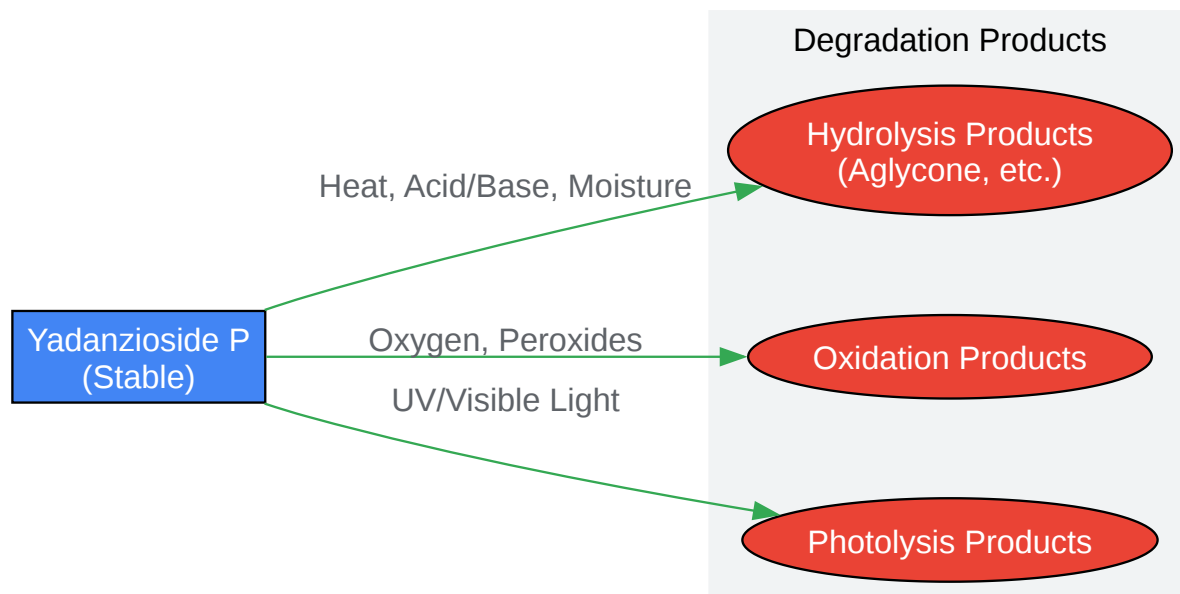 Degradation Products
Hydrolysis Products
(Aglycone, etc.)
Heat, Acid/Base, Moisture
Yadanzioside P
(Stable)
Oxygen, Peroxides
Oxidation Products
UV/Visible Light
Photolysis Products